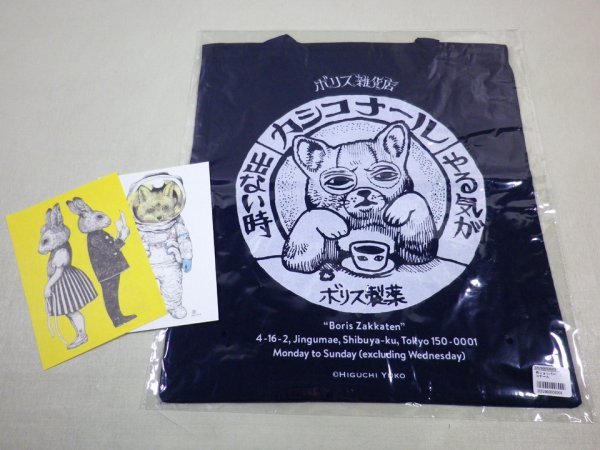 ボリス雑貨店
カシコナール
やる気が
出ない時
ボリス製薬
"Boris Zakkaten"
4-16-2, Jingumae, Shibuya-ku, Tokyo 150-0001
Monday to Sunday (excluding Wednesday)
©HIGUCHI YUKO